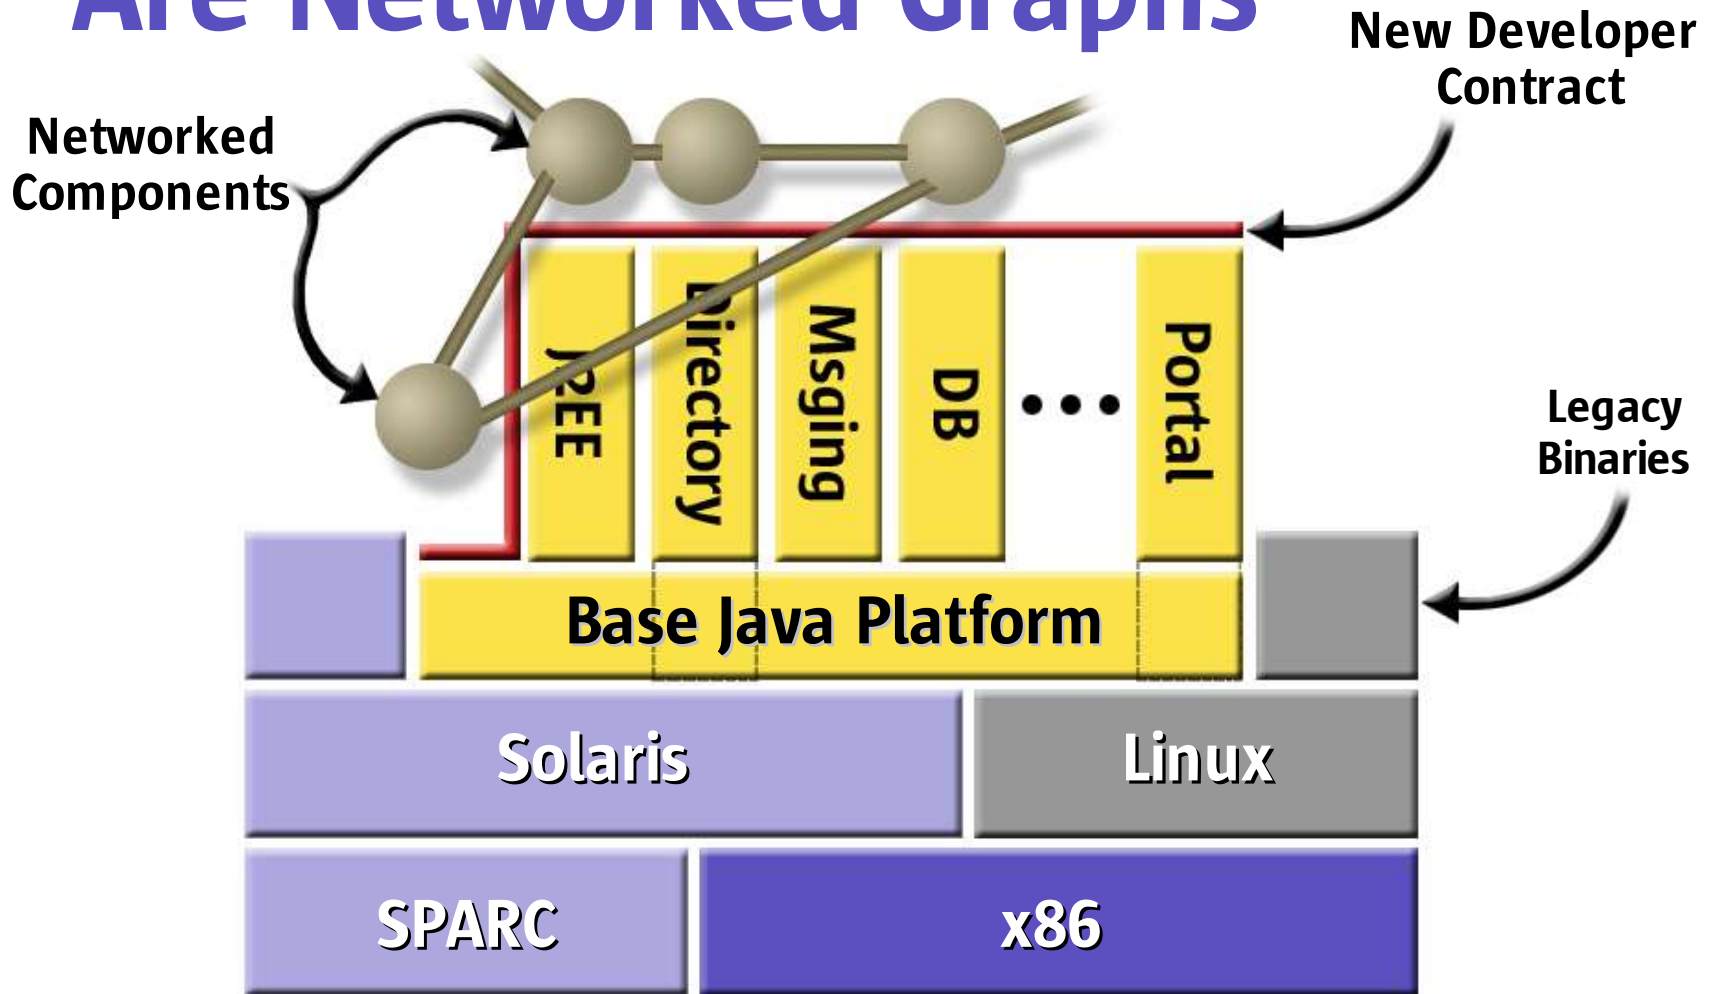 Are Networked Graphs
New Developer
Contract
Networked
Components
J2EE
Directory
Msging
DB
Portal
Legacy
Binaries
Base Java Platform
Solaris
Linux
SPARC
x86